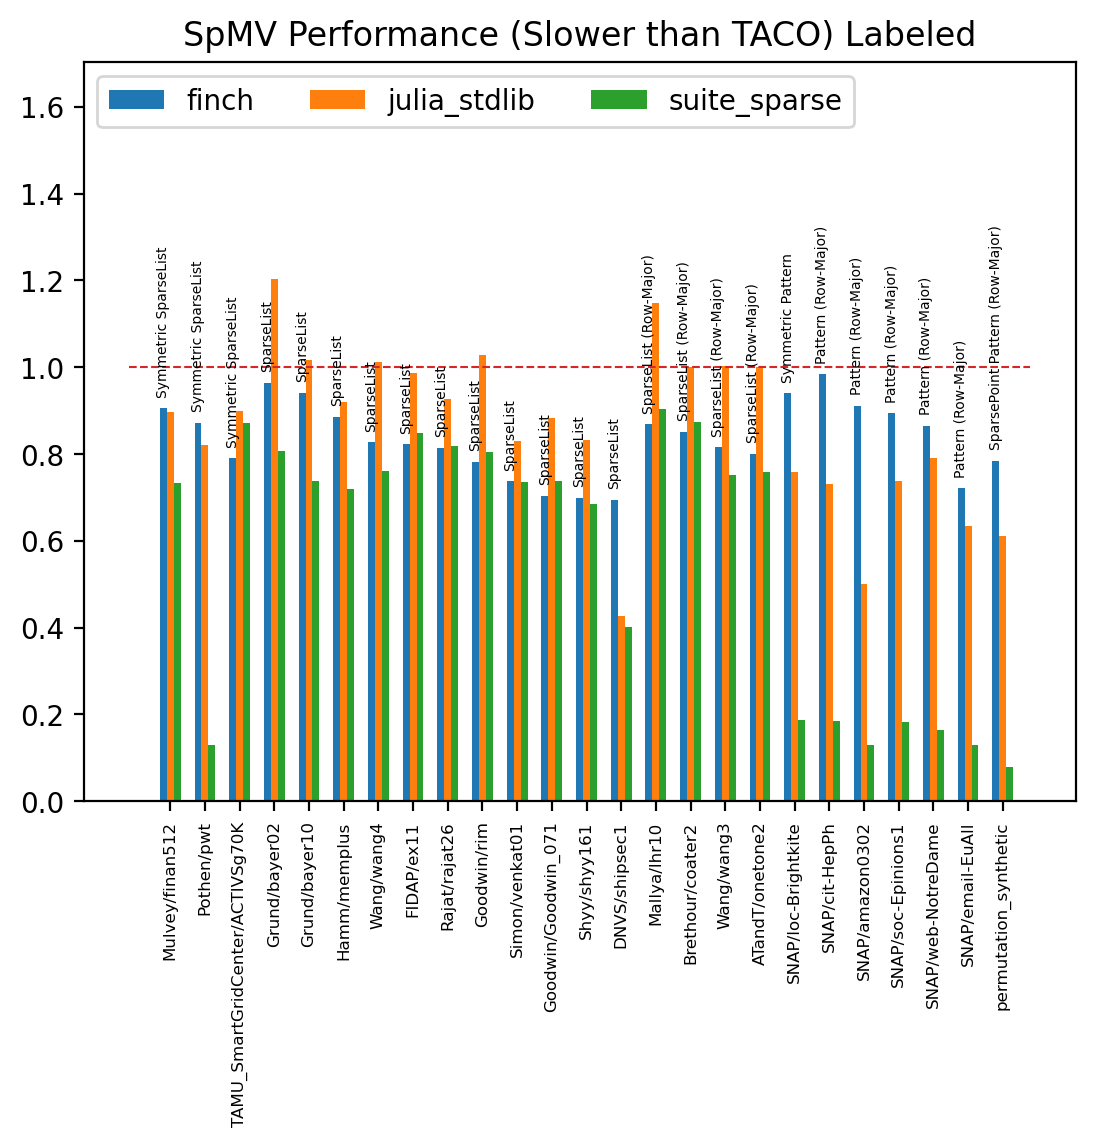 SpMV Performance (Slower than TACO) Labeled
finch
julia_stdlib
suite_sparse
1.6
1.4
1.2
1.0
0.8
0.6
0.4
0.2
0.0
Symmetric SparseList
Symmetric SparseList
Symmetric SparseList
SparseList
SparseList
SparseList
SparseList
SparseList
SparseList
SparseList
SparseList
SparseList
SparseList
SparseList
SparseList (Row-Major)
SparseList (Row-Major)
SparseList (Row-Major)
SparseList (Row-Major)
Symmetric Pattern
Pattern (Row-Major)
Pattern (Row-Major)
Pattern (Row-Major)
Pattern (Row-Major)
Pattern (Row-Major)
SparsePoint Pattern (Row-Major)
Mulvey/finan512
Pothen/pwt
TAMU_SmartGridCenter/ACTIVSg70K
Grund/bayer02
Grund/bayer10
Hamm/memplus
Wang/wang4
FIDAP/ex11
Rajat/rajat26
Goodwin/rim
Simon/venkat01
Goodwin/Goodwin_071
Shyy/shyy161
DNVS/shipsec1
Mallya/lhr10
Brethour/coater2
Wang/wang3
ATandT/onetone2
SNAP/loc-Brightkite
SNAP/cit-HepPh
SNAP/amazon0302
SNAP/soc-Epinions1
SNAP/web-NotreDame
SNAP/email-EuAll
permutation_synthetic